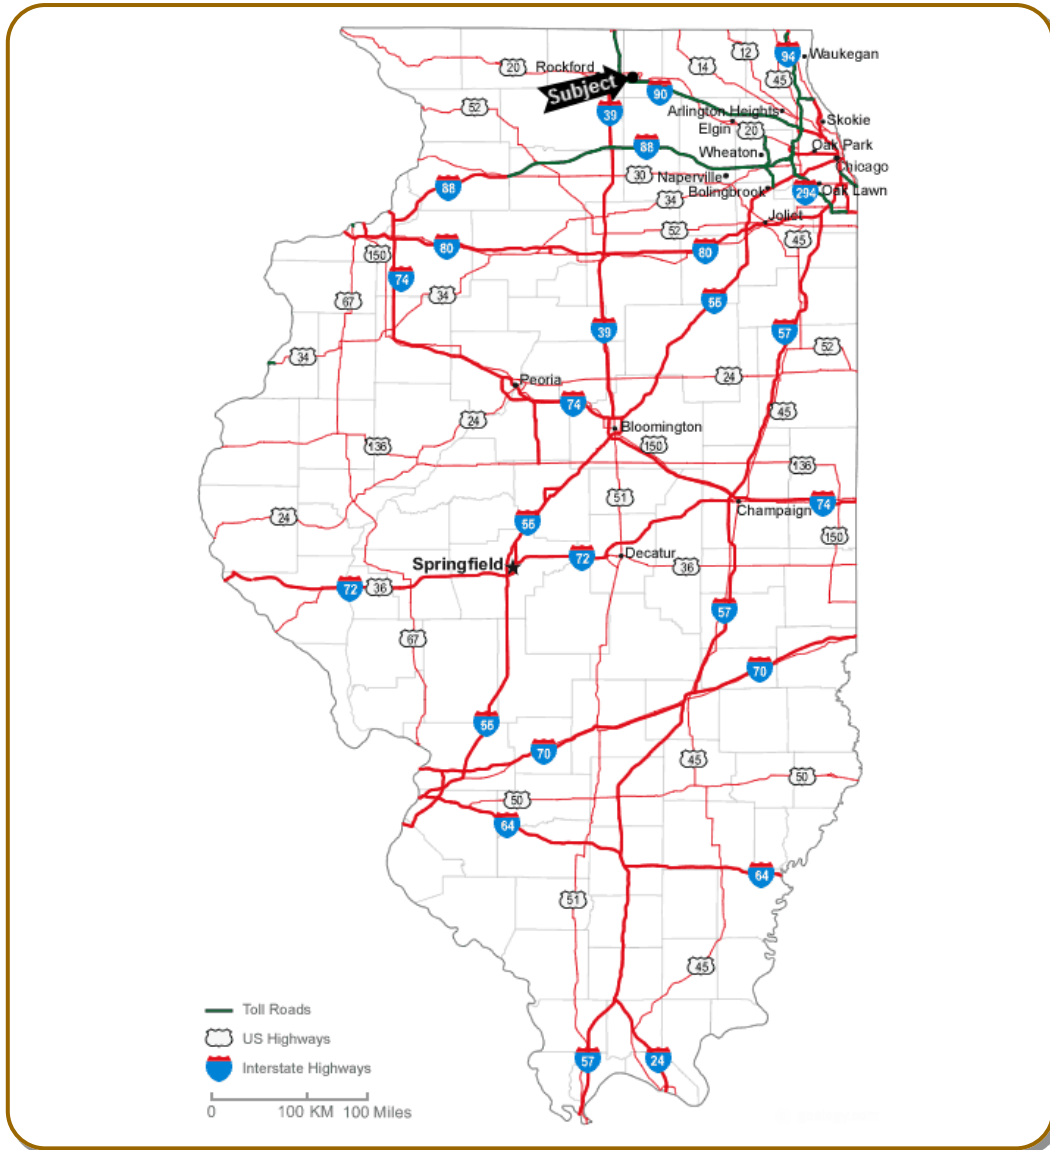 94
Waukegan
12
14
20
Rockford
45
Subject
90
52
39
Arlington Heights
Skokie
Elgin
20
88
Oak Park
Wheaton
Chicago
30
Naperville
88
Bolingbrook
294
Oak Lawn
34
Joliet
52
45
80
80
150
74
67
34
55
39
57
52
34
24
Peoria
74
45
24
Bloomington
136
150
136
51
74
Champaign
24
55
150
Springfield
72
Decatur
36
72
36
57
67
70
55
70
45
50
50
64
64
51
45
Toll Roads
US Highways
57
24
Interstate Highways
0 100 KM 100 Miles